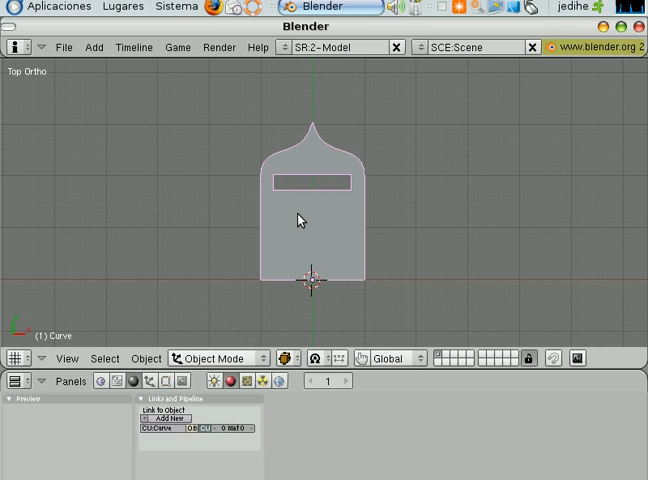 Aplicaciones Lugares Sistema Blender jedihe
Blender
File Add Timeline Game Render Help SR:2-Model SCE:Scene www.blender.org 2
Top Ortho
(1) Curve
View Select Object Object Mode Global
Panels 1
Preview Links and Pipeline
Link to Object
Add New
CU:Curve OB CU 0 Mat 0